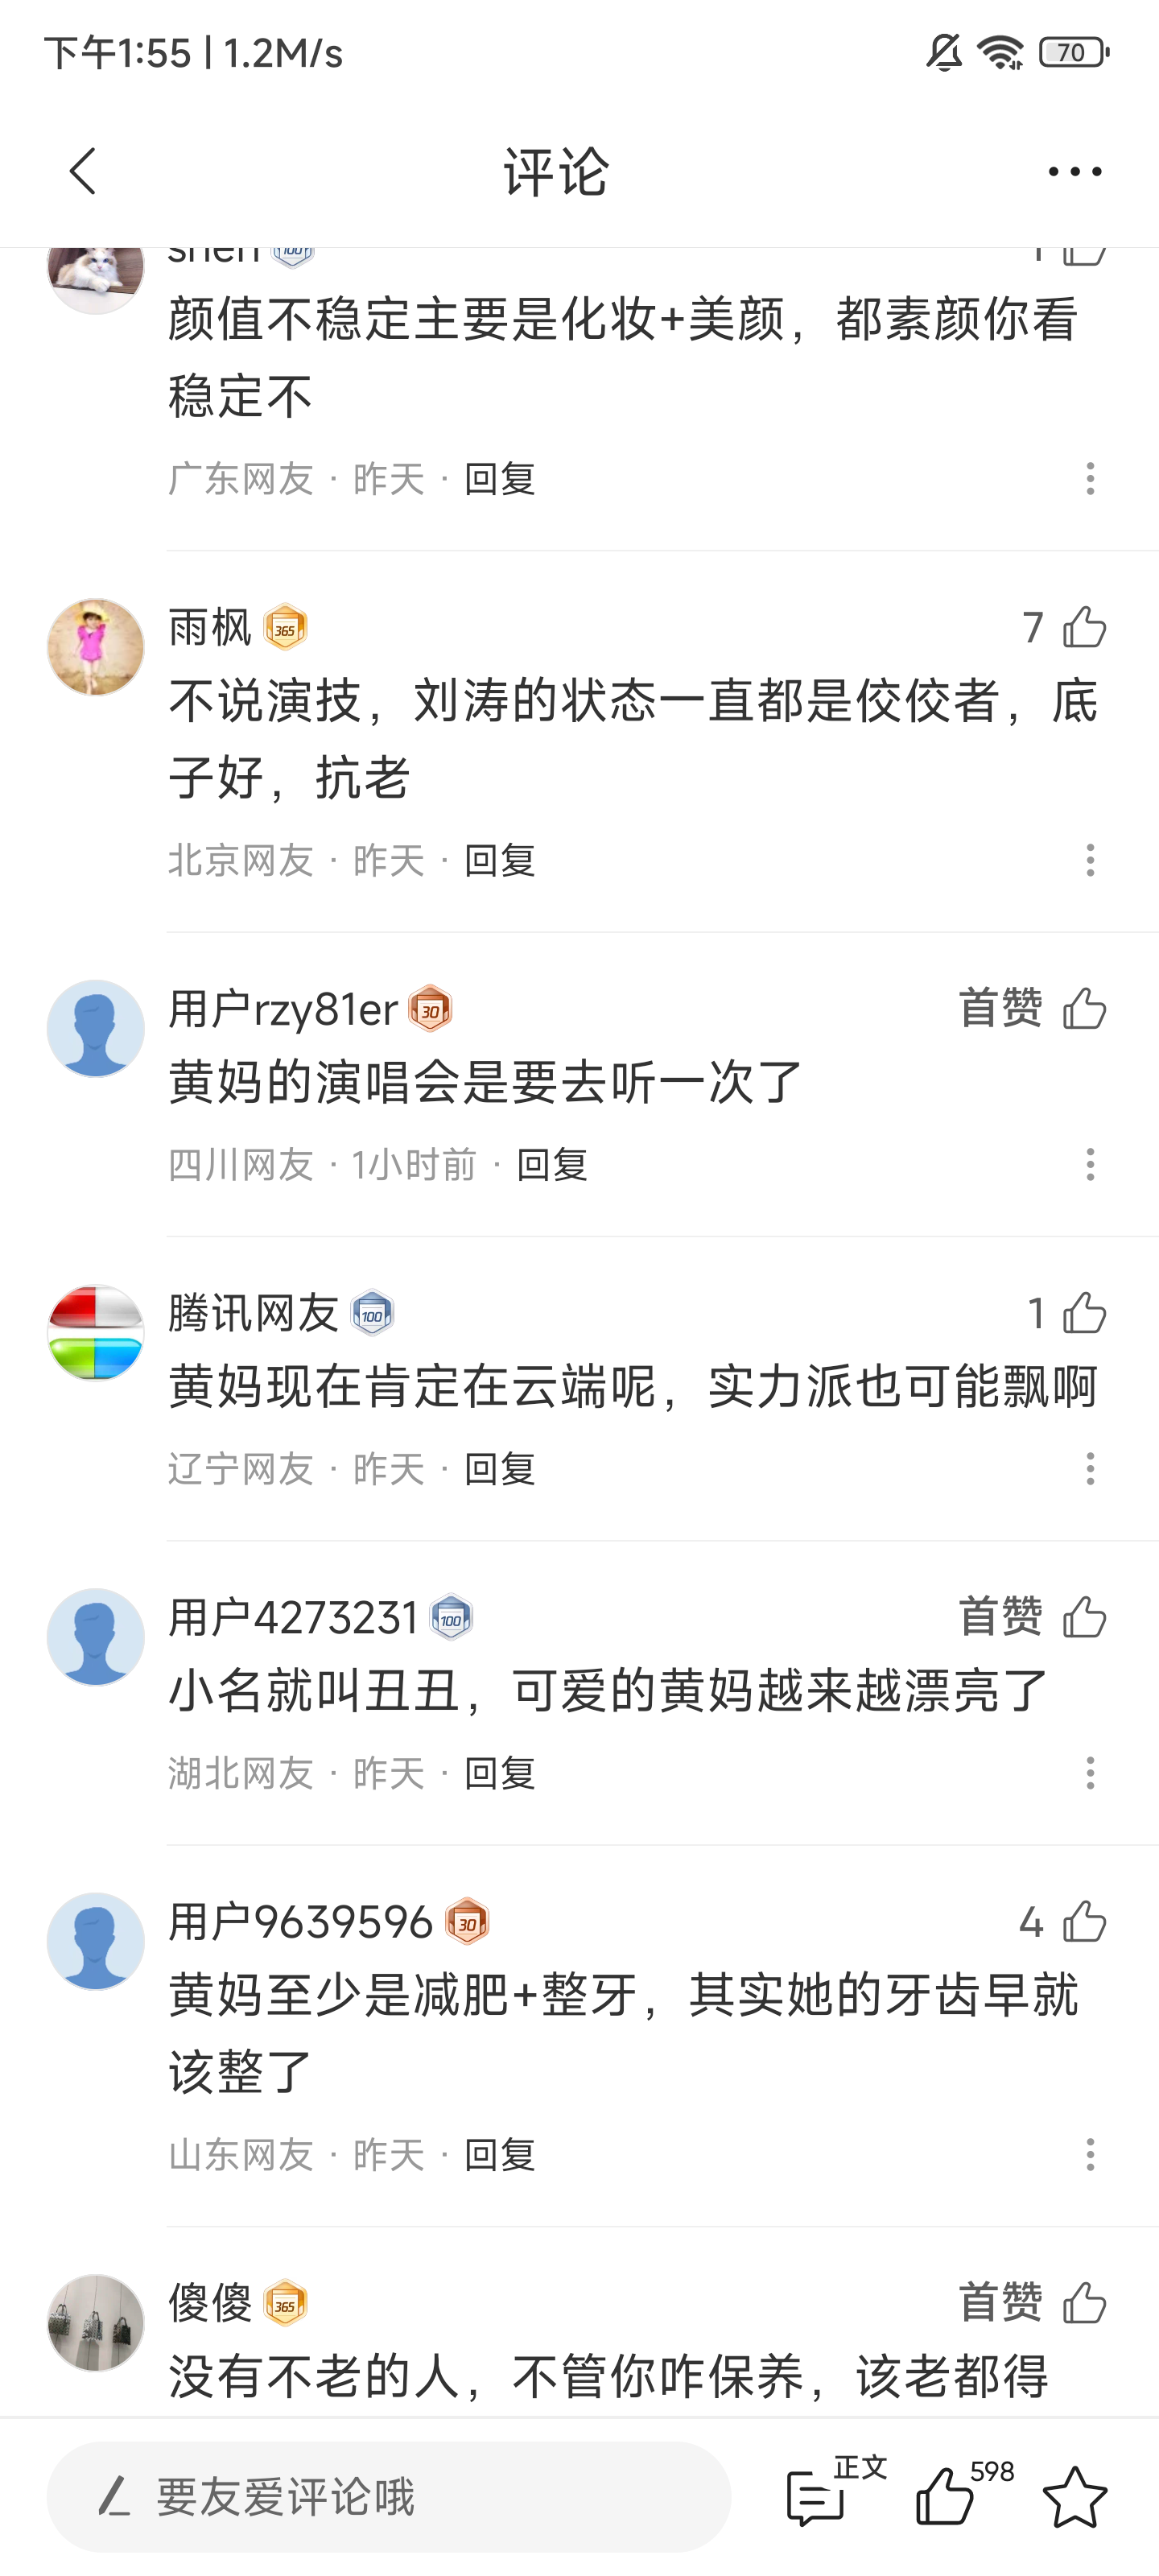 下午1:55 | 1.2M/s
70
评论
shen 100
1
颜值不稳定主要是化妆+美颜，都素颜你看
稳定不
广东网友 · 昨天 · 回复
雨枫 365
7
不说演技，刘涛的状态一直都是佼佼者，底
子好，抗老
北京网友 · 昨天 · 回复
用户rzy81er 30
首赞
黄妈的演唱会是要去听一次了
四川网友 · 1小时前 · 回复
腾讯网友 100
1
黄妈现在肯定在云端呢，实力派也可能飘啊
辽宁网友 · 昨天 · 回复
用户4273231 100
首赞
小名就叫丑丑，可爱的黄妈越来越漂亮了
湖北网友 · 昨天 · 回复
用户9639596 30
4
黄妈至少是减肥+整牙，其实她的牙齿早就
该整了
山东网友 · 昨天 · 回复
傻傻 365
首赞
没有不老的人，不管你咋保养，该老都得
要友爱评论哦
正文
598